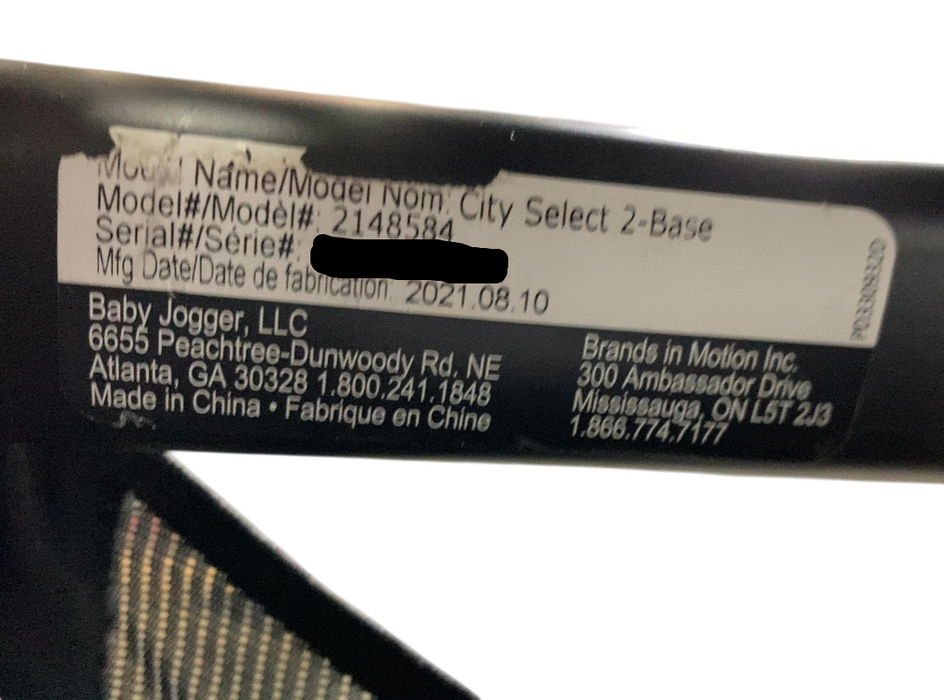 Model Name/Model Nom: City Select 2-Base
Model#/Modèl#: 2148584
Serial#/Série#:
Mfg Date/Date de fabrication: 2021.08.10
Baby Jogger, LLC
6655 Peachtree-Dunwoody Rd. NE
Atlanta, GA 30328 1.800.241.1848
Made in China • Fabrique en Chine
Brands in Motion Inc.
300 Ambassador Drive
Mississauga, ON L5T 2J3
1.866.774.7177